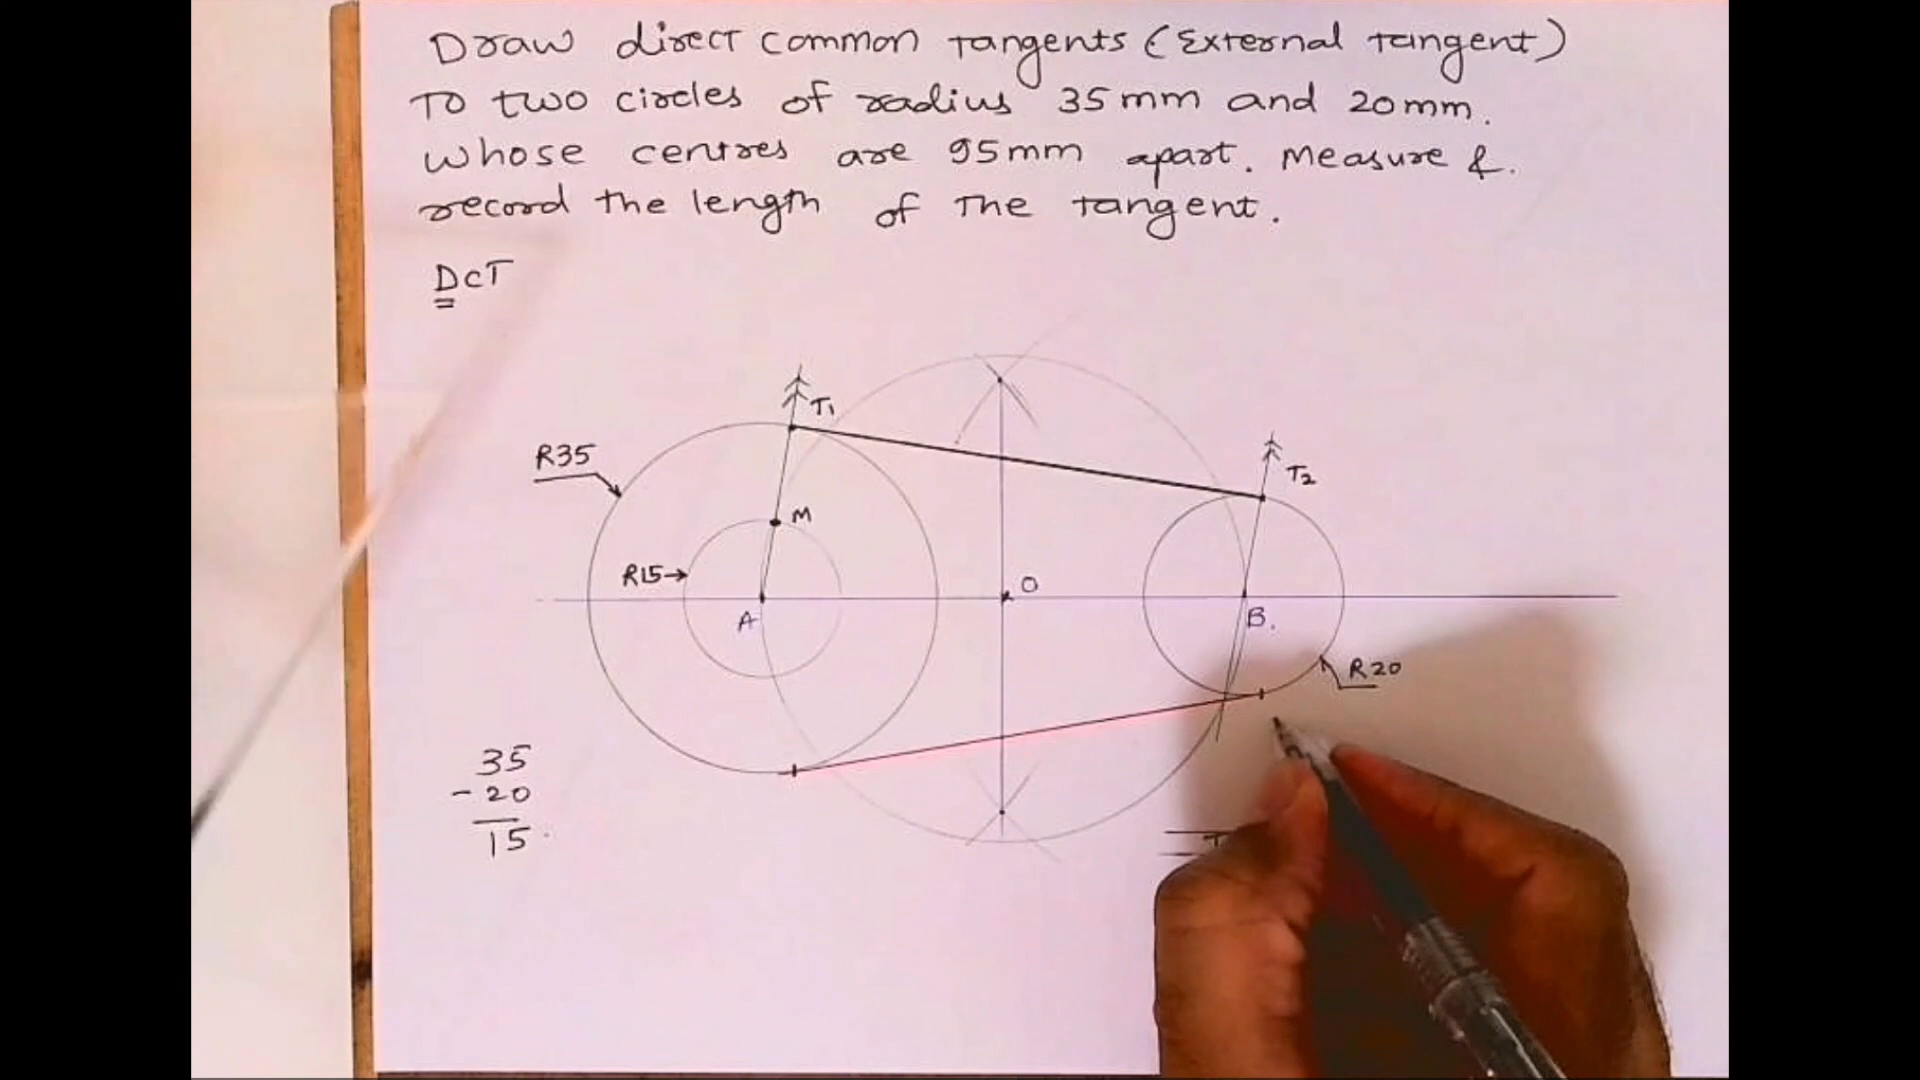 Draw direct common tangents (External tangent)
To two circles of radius 35mm and 20mm.
whose centres are 95mm apart. Measure &.
record the length of the tangent.
DCT
T1
R35
T2
M
R15
O
A
B.
R20
35
- 20
15